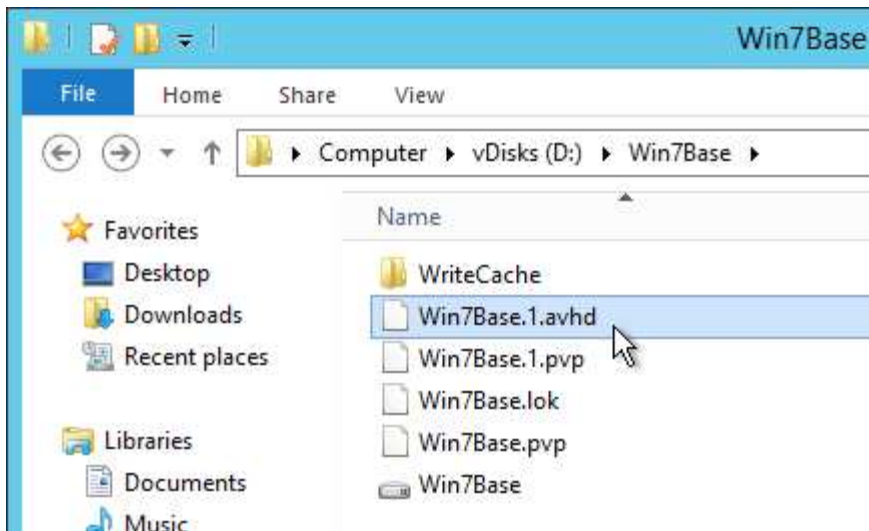 Win7Base
File Home Share View
Computer vDisks (D:) Win7Base
Favorites
Desktop
Downloads
Recent places
Libraries
Documents
Music
Name
WriteCache
Win7Base.1.avhd
Win7Base.1.pvp
Win7Base.lok
Win7Base.pvp
Win7Base